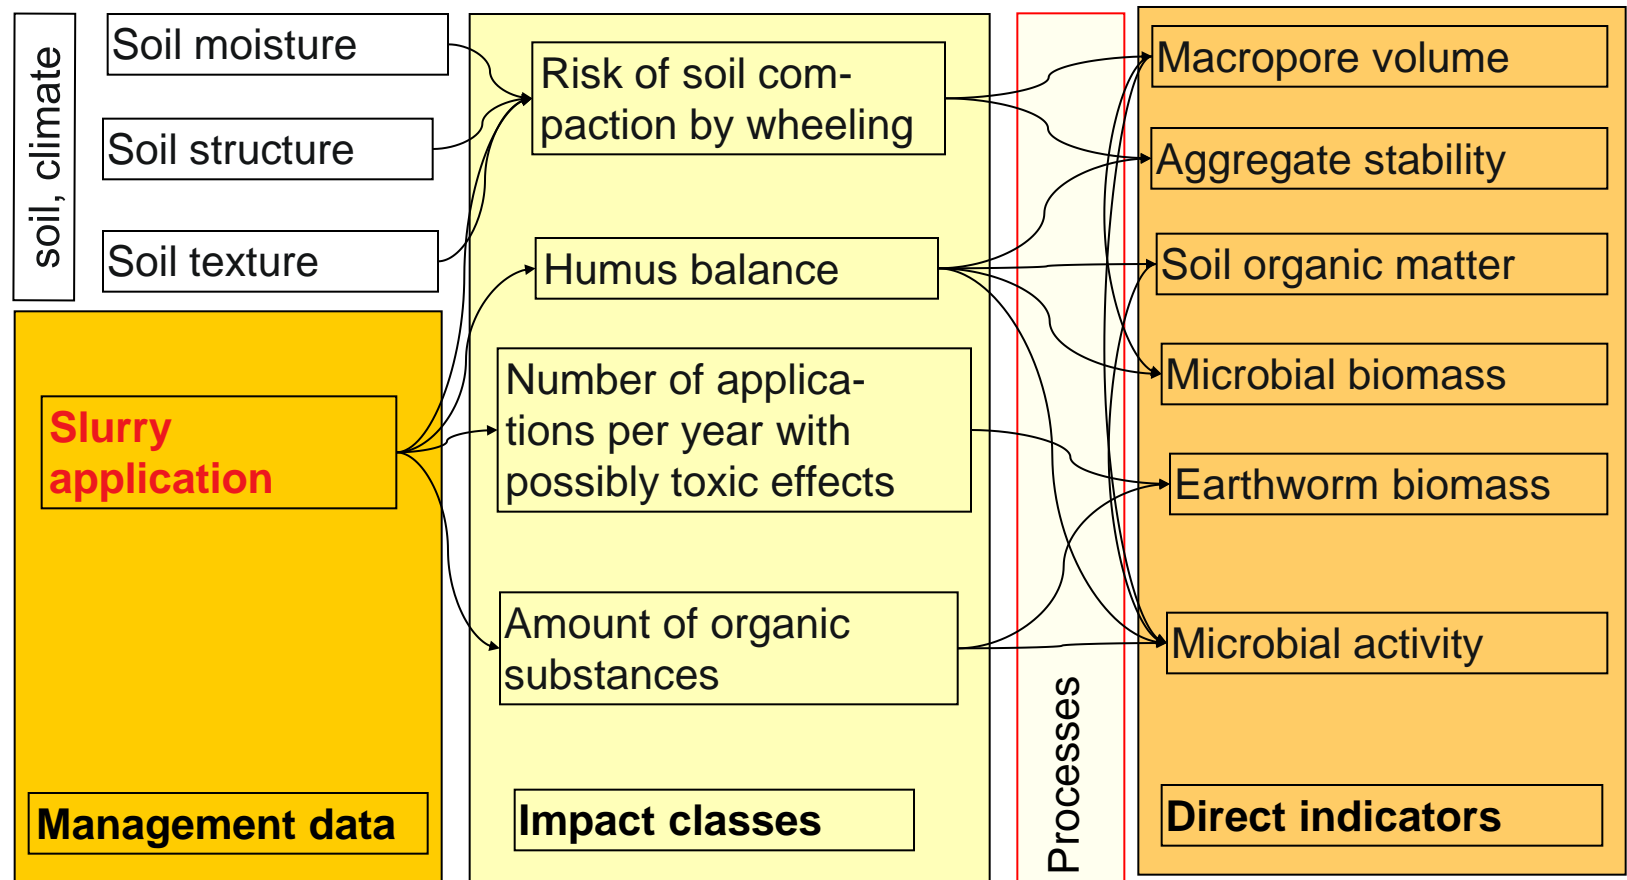 soil, climate
Soil moisture
Soil structure
Soil texture
Slurry
application
Management data
Risk of soil com-
paction by wheeling
Humus balance
Number of applica-
tions per year with
possibly toxic effects
Amount of organic
substances
Impact classes
Processes
Macropore volume
Aggregate stability
Soil organic matter
Microbial biomass
Earthworm biomass
Microbial activity
Direct indicators